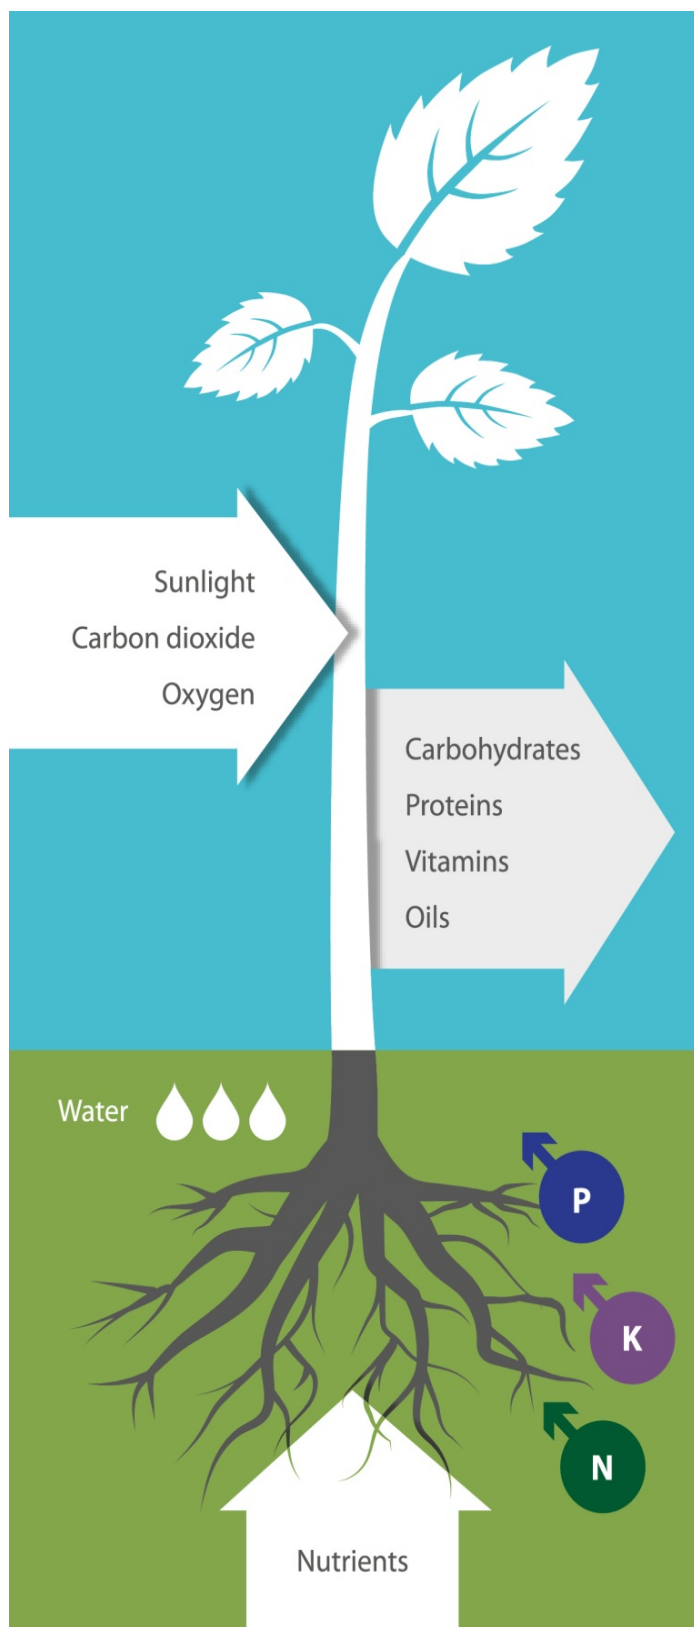 Sunlight
Carbon dioxide
Oxygen
Carbohydrates
Proteins
Vitamins
Oils
Water
P
K
N
Nutrients